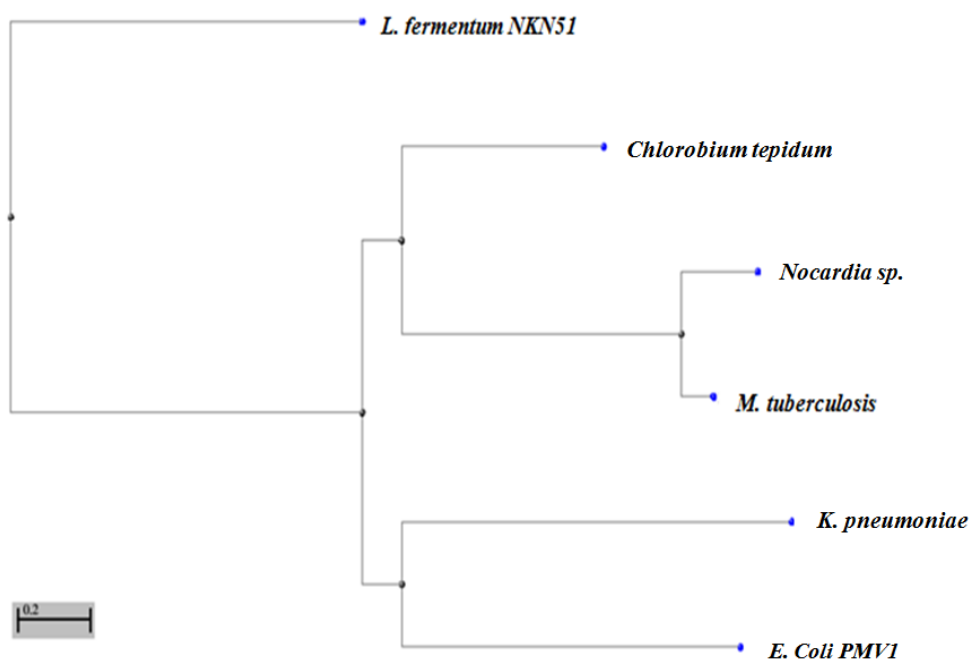 L. fermentum NKN51
Chlorobium tepidum
Nocardia sp.
M. tuberculosis
K. pneumoniae
0.2
E. Coli PMV1